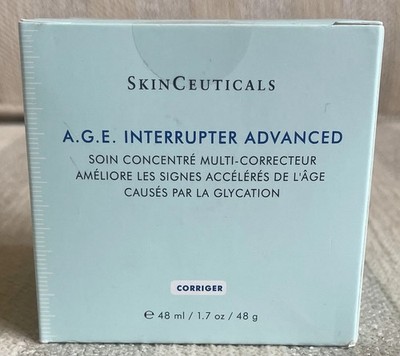 SKINCEUTICALS
A.G.E. INTERRUPTER ADVANCED
SOIN CONCENTRÉ MULTI-CORRECTEUR
AMÉLIORE LES SIGNES ACCÉLÉRÉS DE L'ÂGE
CAUSÉS PAR LA GLYCATION
CORRIGER
℮ 48 ml / 1.7 oz / 48 g